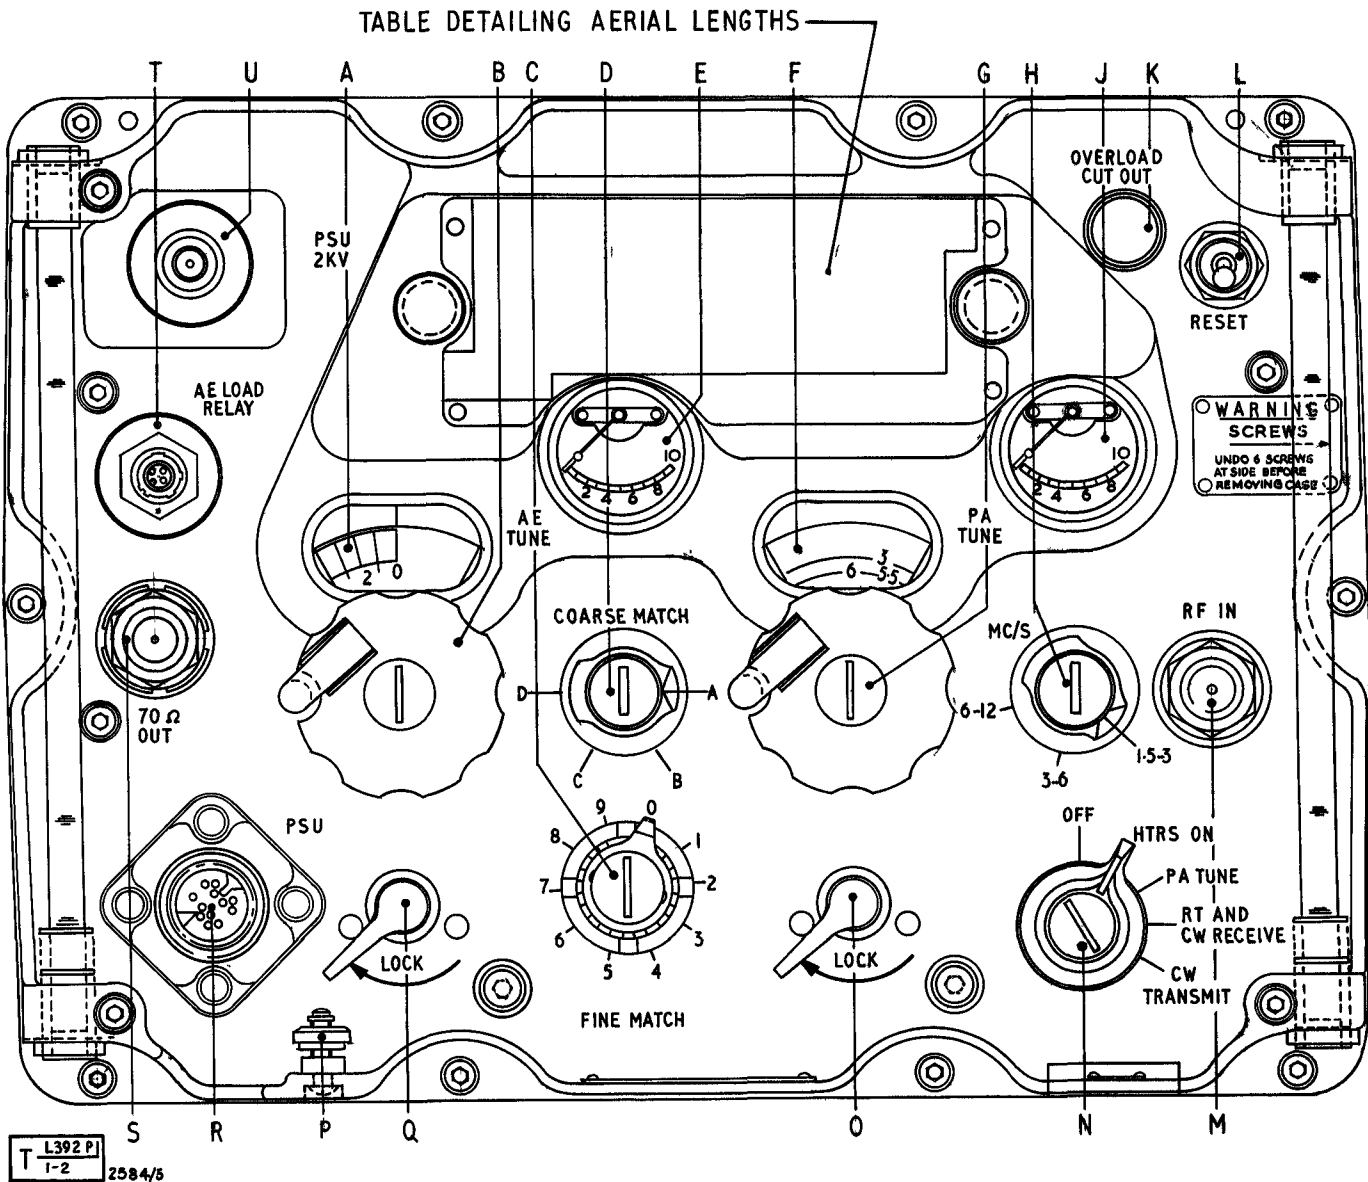 TABLE DETAILING AERIAL LENGTHS
T U A B C D E F G H J K L
OVERLOAD
CUT OUT
PSU
2KV
RESET
AE LOAD
RELAY
WARNING
SCREWS
UNDO 6 SCREWS
AT SIDE BEFORE
REMOVING CASE
2 4 6 8 10
2 4 6 8 10
AE
TUNE
PA
TUNE
2 0
3
6 5·5
COARSE MATCH
D A
C B
MC/S
6-12
3-6
1·5-3
RF IN
70 Ω
OUT
PSU
9 0
8 1
7 2
6 3
5 4
FINE MATCH
OFF
HTRS ON
PA TUNE
RT AND
CW RECEIVE
CW
TRANSMIT
LOCK
LOCK
S R P Q O N M
T L392 P1
1-2
2584/5